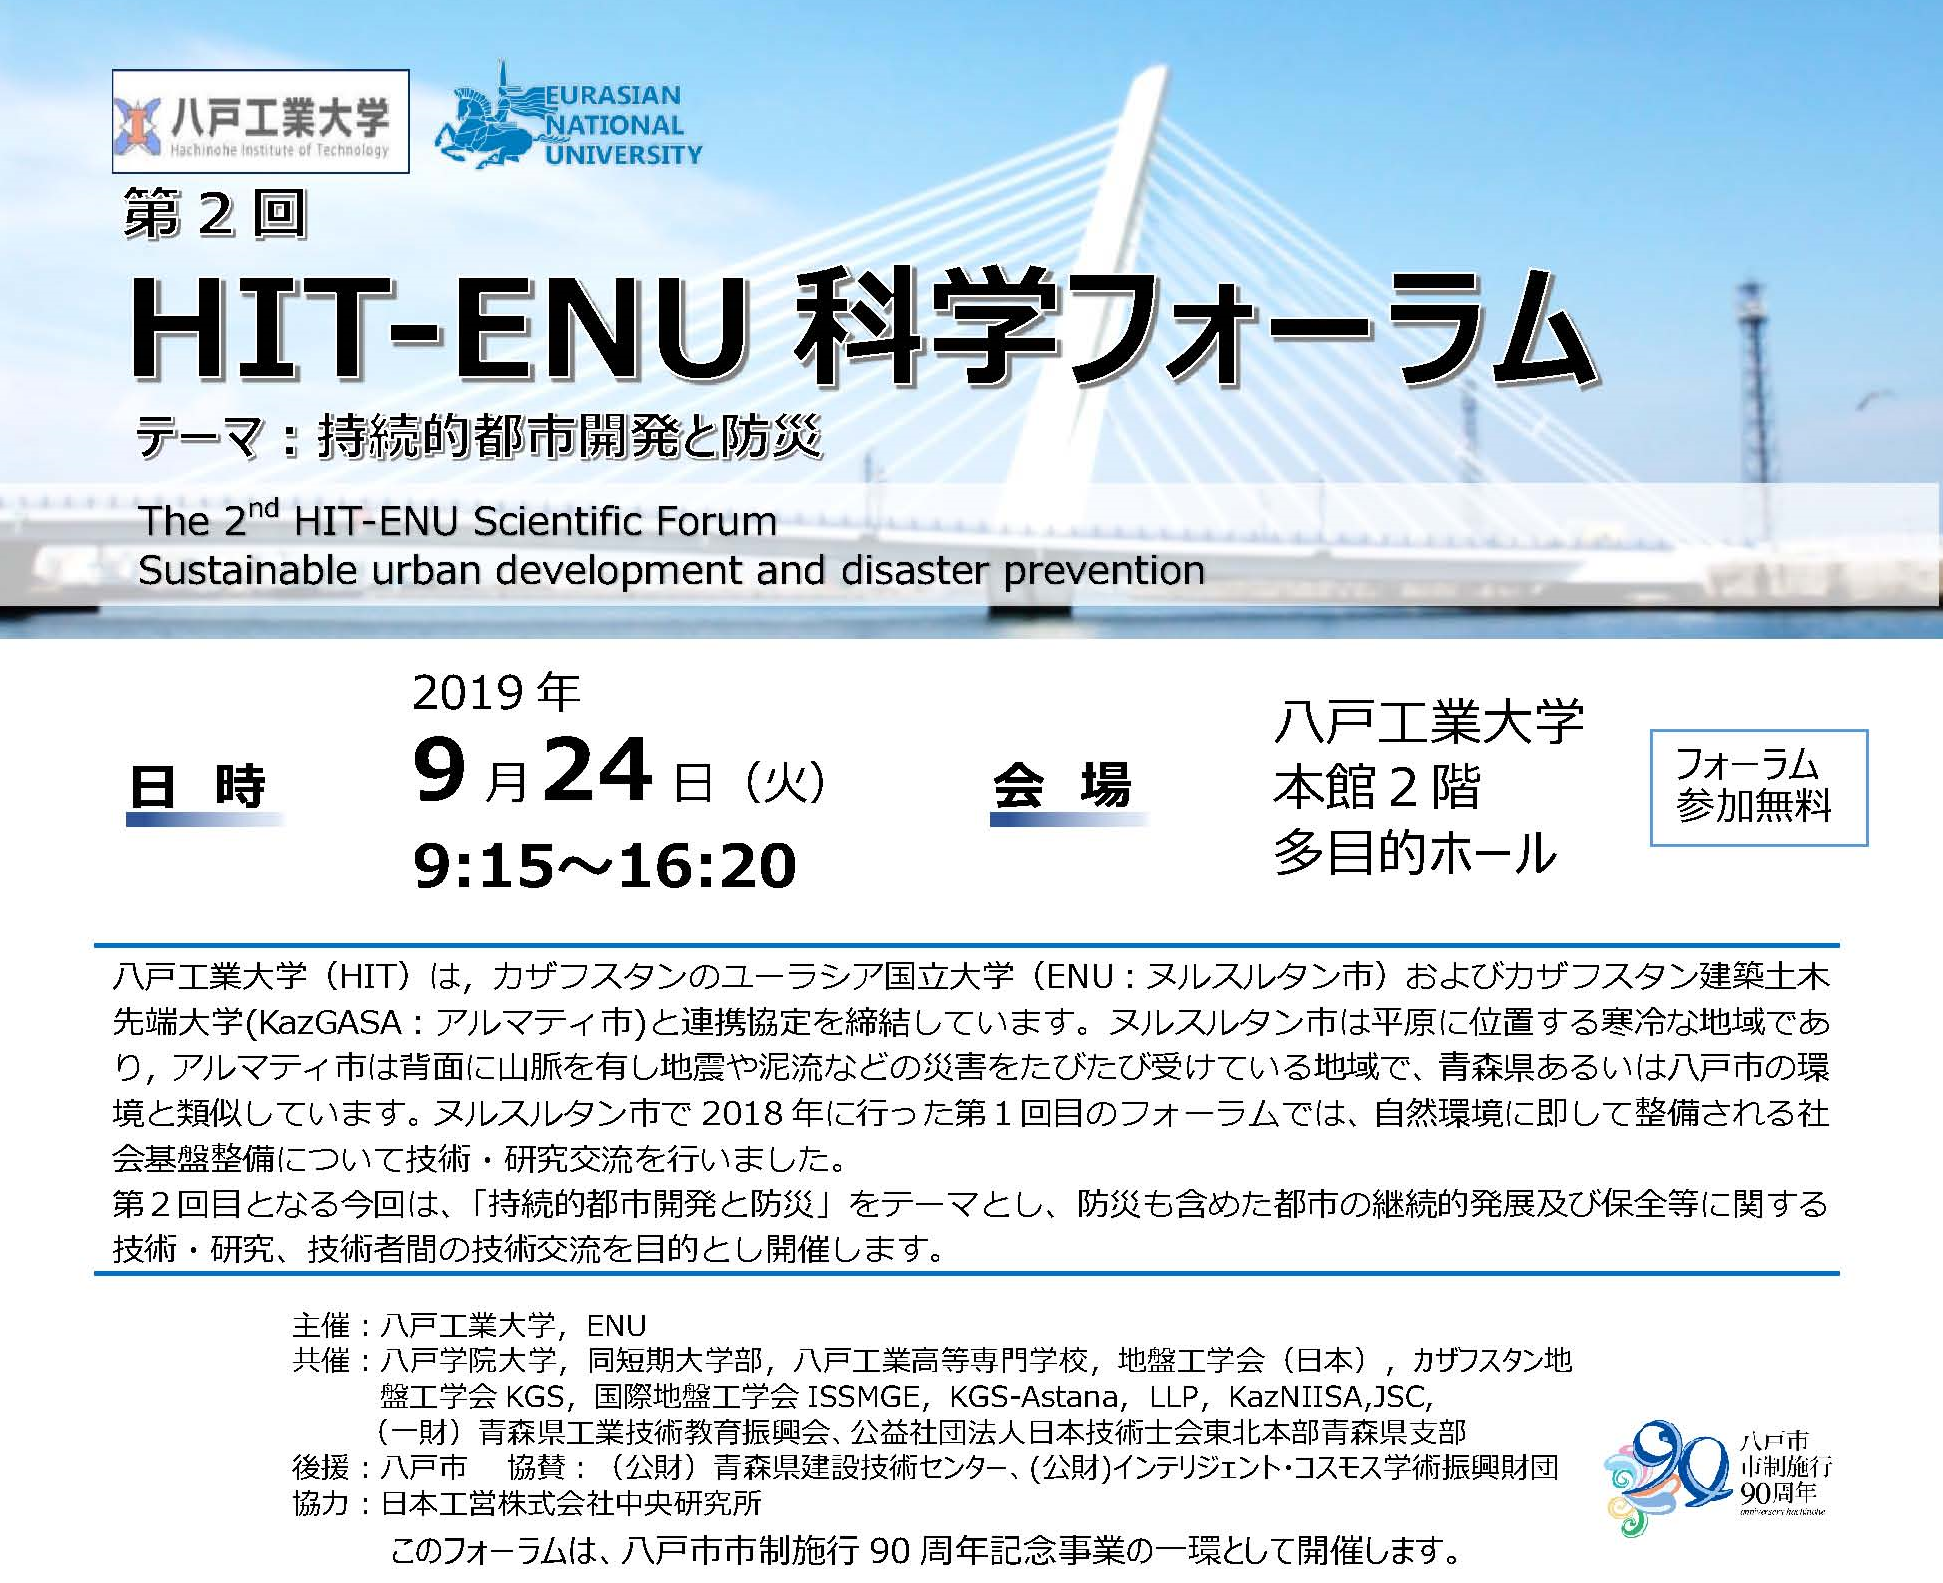 八戸工業大学
Hachinohe Institute of Technology
EURASIAN
NATIONAL
UNIVERSITY
第２回
HIT-ENU 科学フォーラム
テーマ：持続的都市開発と防災
The 2nd HIT-ENU Scientific Forum
Sustainable urban development and disaster prevention
日 時
2019 年
9 月 24 日（火）
9:15～16:20
会 場
八戸工業大学
本館２階
多目的ホール
フォーラム
参加無料
八戸工業大学（HIT）は，カザフスタンのユーラシア国立大学（ENU：ヌルスルタン市）およびカザフスタン建築土木
先端大学(KazGASA：アルマティ市)と連携協定を締結しています。ヌルスルタン市は平原に位置する寒冷な地域であ
り，アルマティ市は背面に山脈を有し地震や泥流などの災害をたびたび受けている地域で、青森県あるいは八戸市の環
境と類似しています。ヌルスルタン市で 2018 年に行った第１回目のフォーラムでは、自然環境に即して整備される社
会基盤整備について技術・研究交流を行いました。
第２回目となる今回は、「持続的都市開発と防災」をテーマとし、防災も含めた都市の継続的発展及び保全等に関する
技術・研究、技術者間の技術交流を目的とし開催します。
主催：八戸工業大学，ENU
共催：八戸学院大学，同短期大学部，八戸工業高等専門学校，地盤工学会（日本），カザフスタン地
盤工学会 KGS，国際地盤工学会 ISSMGE，KGS-Astana，LLP，KazNIISA,JSC,
（一財）青森県工業技術教育振興会、公益社団法人日本技術士会東北本部青森県支部
後援：八戸市　協賛：（公財）青森県建設技術センター、(公財)インテリジェント・コスモス学術振興財団
協力：日本工営株式会社中央研究所
このフォーラムは、八戸市市制施行 90 周年記念事業の一環として開催します。
90
八戸市
市制施行
90周年
anniversary hachinohe